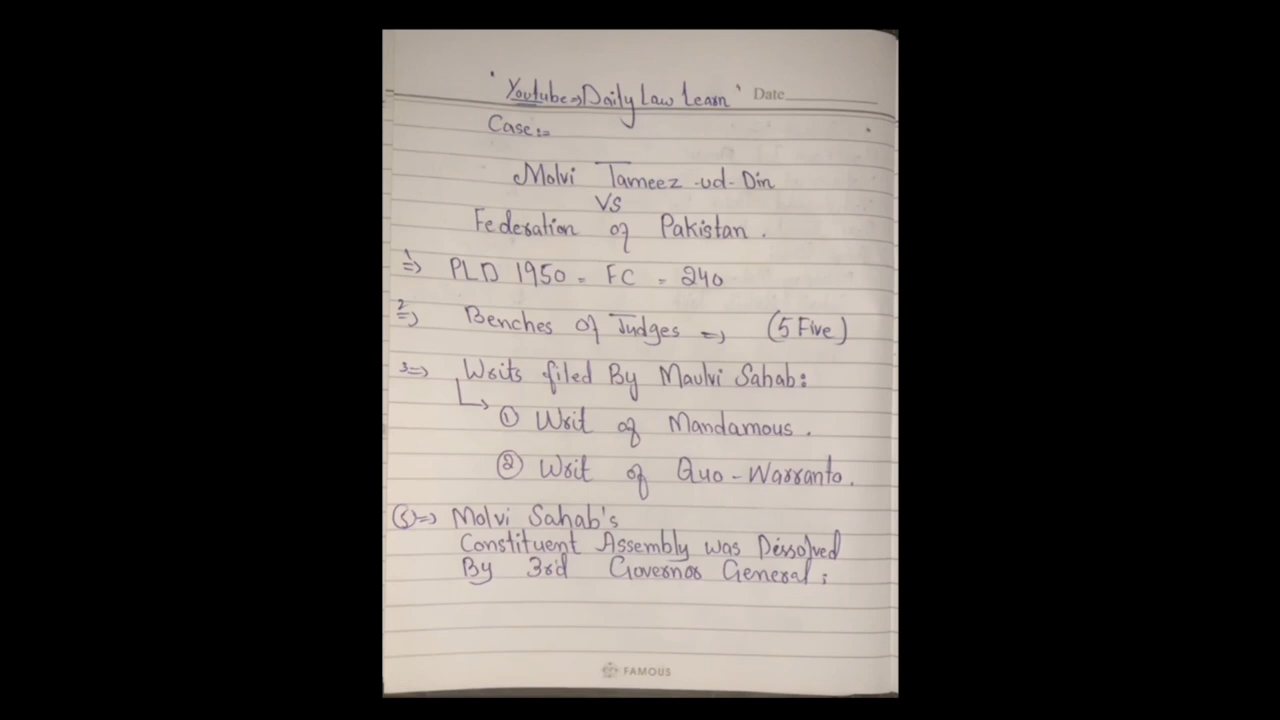 ' Youtube⇒Daily Law Learn '
Date
Case:=
Molvi Tameez-ud-Din
VS
Federation of Pakistan.
1⇒ PLD 1950 - FC - 240
2⇒ Benches of Judges ⇒ (5 Five)
3⇒ Writs filed By Maulvi Sahab:
① Writ of Mandamous.
② Writ of Quo-Warranto.
(5)⇒ Molvi Sahab's
Constituent Assembly was Dissolved
By 3rd Governor General;
FAMOUS